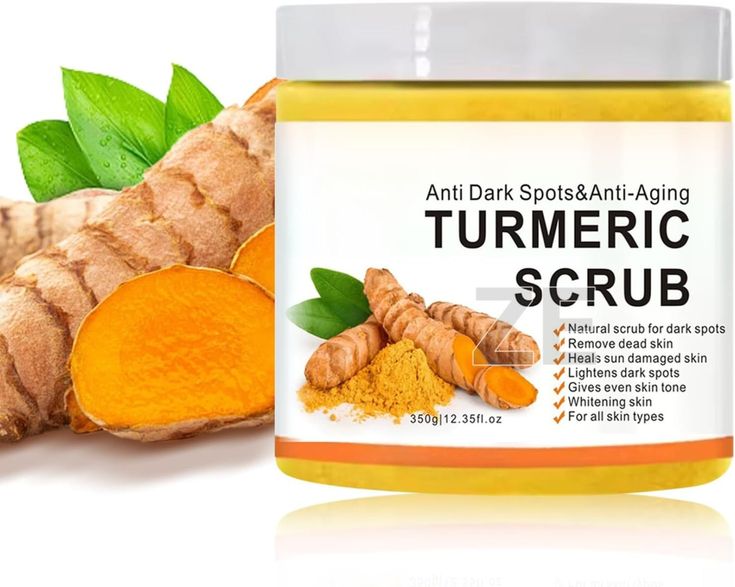 Anti Dark Spots&Anti-Aging
TURMERIC
SCRUB
ZF
Natural scrub for dark spots
Remove dead skin
Heals sun damaged skin
Lightens dark spots
Gives even skin tone
Whitening skin
For all skin types
350g|12.35fl.oz